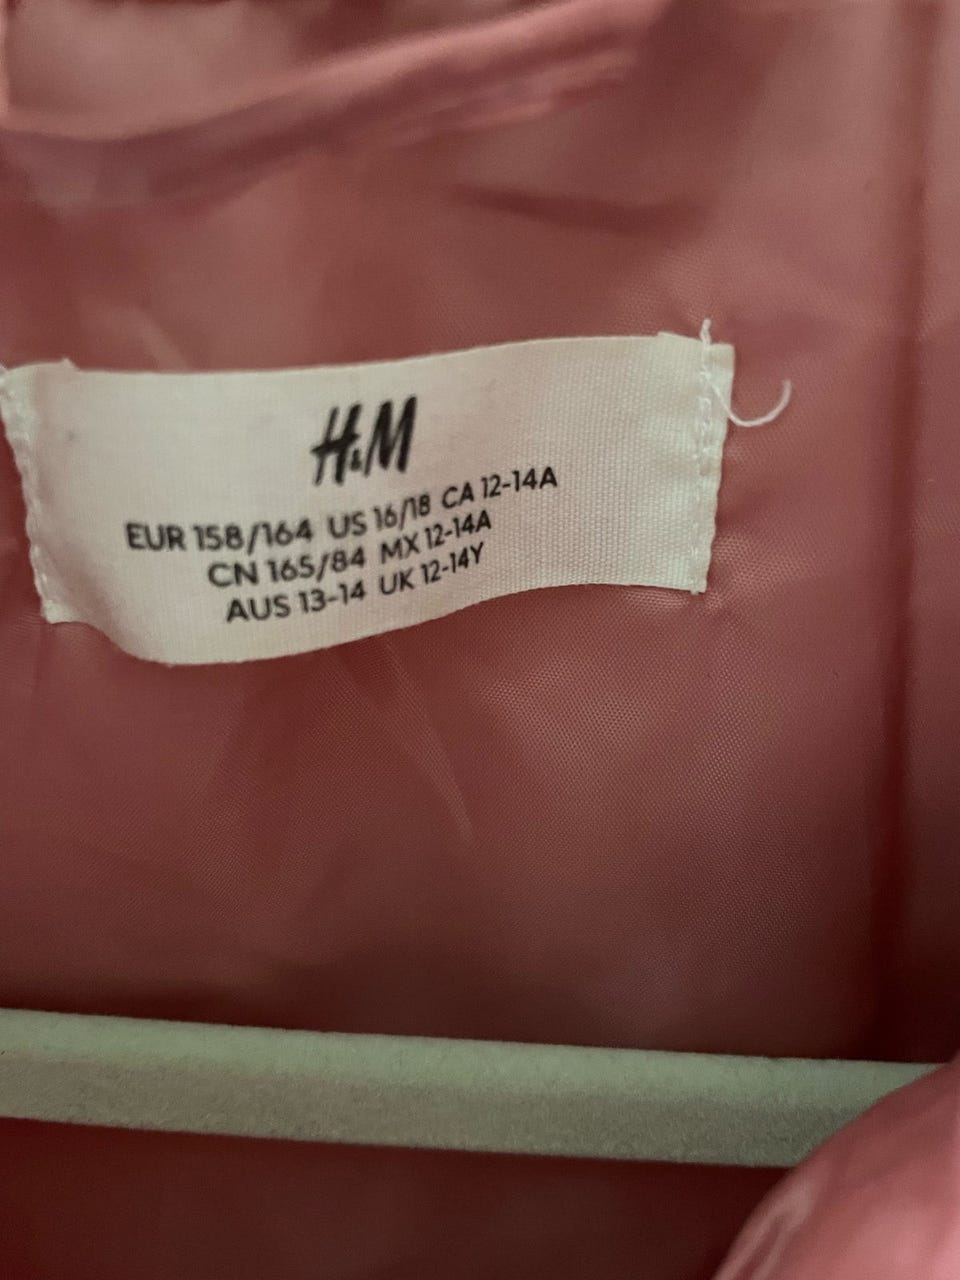 H&M
EUR 158/164 US 16/18 CA 12-14A
CN 165/84 MX 12-14A
AUS 13-14 UK 12-14Y